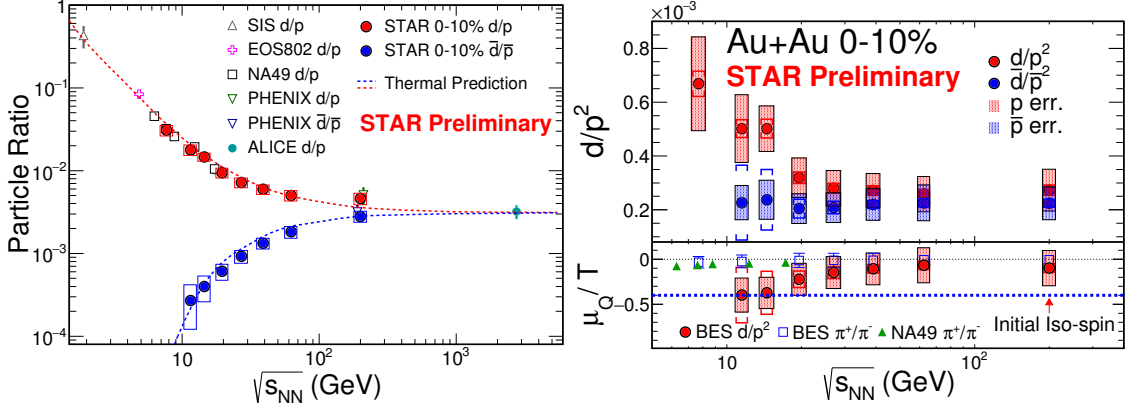 Particle Ratio
1
10⁻¹
10⁻²
10⁻³
10⁻⁴
SIS d/p
EOS802 d/p
NA49 d/p
PHENIX d/p
PHENIX d̅/p̅
ALICE d/p
STAR 0-10% d/p
STAR 0-10% d̅/p̅
Thermal Prediction
STAR Preliminary
10
10²
10³
√sNN (GeV)
×10⁻³
d/p²
0.8
0.6
0.4
0.2
Au+Au 0-10%
STAR Preliminary
d/p²
d̅/p̅²
p err.
p̅ err.
μQ/T
0
−0.5
BES d/p²
BES π⁺/π⁻
NA49 π⁺/π⁻
Initial Iso-spin
10
10²
√sNN (GeV)